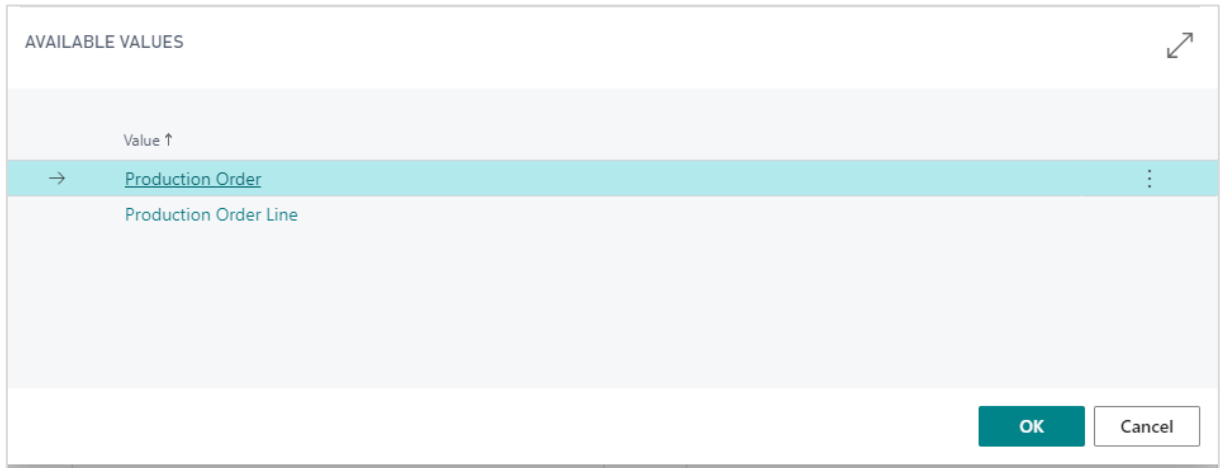 AVAILABLE VALUES
Value ↑
Production Order
Production Order Line
OK
Cancel